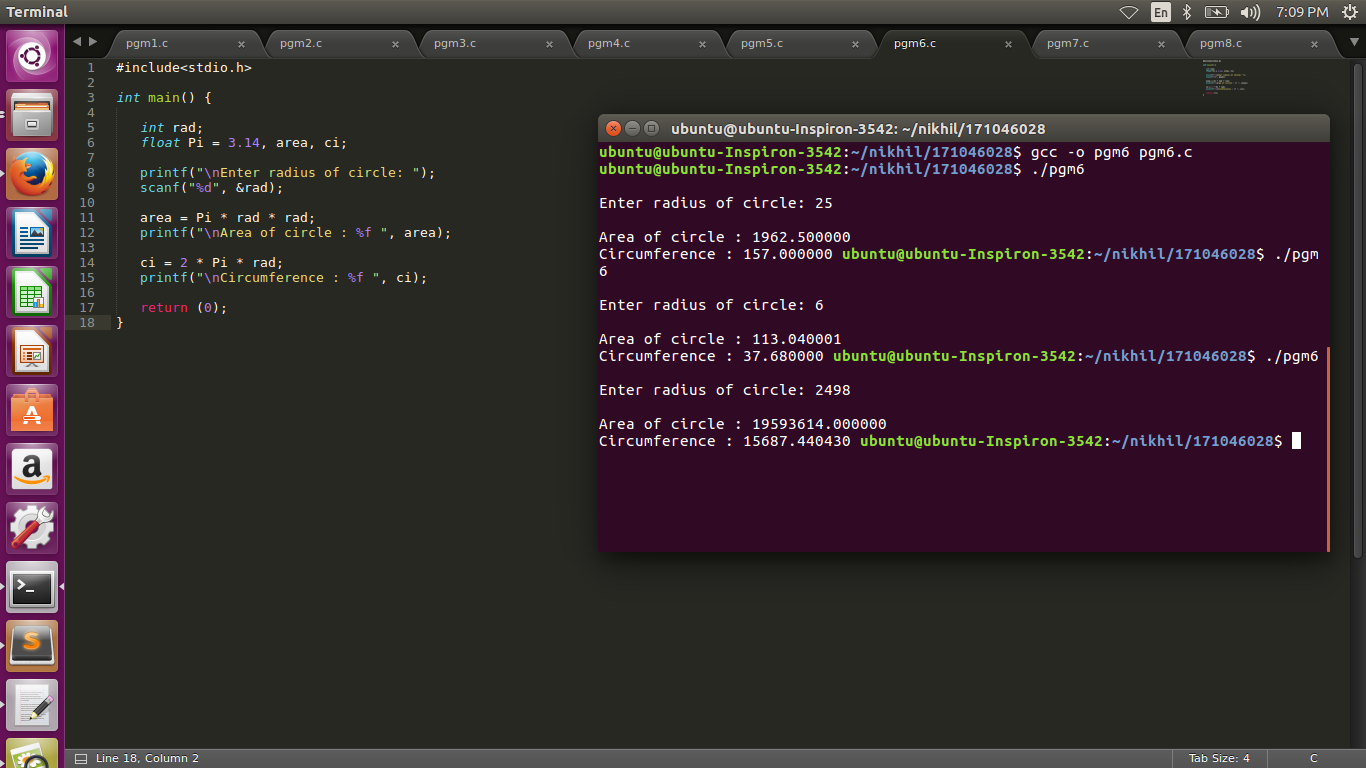 Terminal
En
7:09 PM
pgm1.c × pgm2.c × pgm3.c × pgm4.c × pgm5.c × pgm6.c × pgm7.c × pgm8.c ×
1 #include<stdio.h>
2
3 int main() {
4
5 int rad;
6 float Pi = 3.14, area, ci;
7
8 printf("\nEnter radius of circle: ");
9 scanf("%d", &rad);
10
11 area = Pi * rad * rad;
12 printf("\nArea of circle : %f ", area);
13
14 ci = 2 * Pi * rad;
15 printf("\nCircumference : %f ", ci);
16
17 return (0);
18 }
ubuntu@ubuntu-Inspiron-3542: ~/nikhil/171046028
ubuntu@ubuntu-Inspiron-3542:~/nikhil/171046028$ gcc -o pgm6 pgm6.c
ubuntu@ubuntu-Inspiron-3542:~/nikhil/171046028$ ./pgm6
Enter radius of circle: 25
Area of circle : 1962.500000
Circumference : 157.000000 ubuntu@ubuntu-Inspiron-3542:~/nikhil/171046028$ ./pgm
6
Enter radius of circle: 6
Area of circle : 113.040001
Circumference : 37.680000 ubuntu@ubuntu-Inspiron-3542:~/nikhil/171046028$ ./pgm6
Enter radius of circle: 2498
Area of circle : 19593614.000000
Circumference : 15687.440430 ubuntu@ubuntu-Inspiron-3542:~/nikhil/171046028$
A
a
>_
S
Line 18, Column 2
Tab Size: 4
C